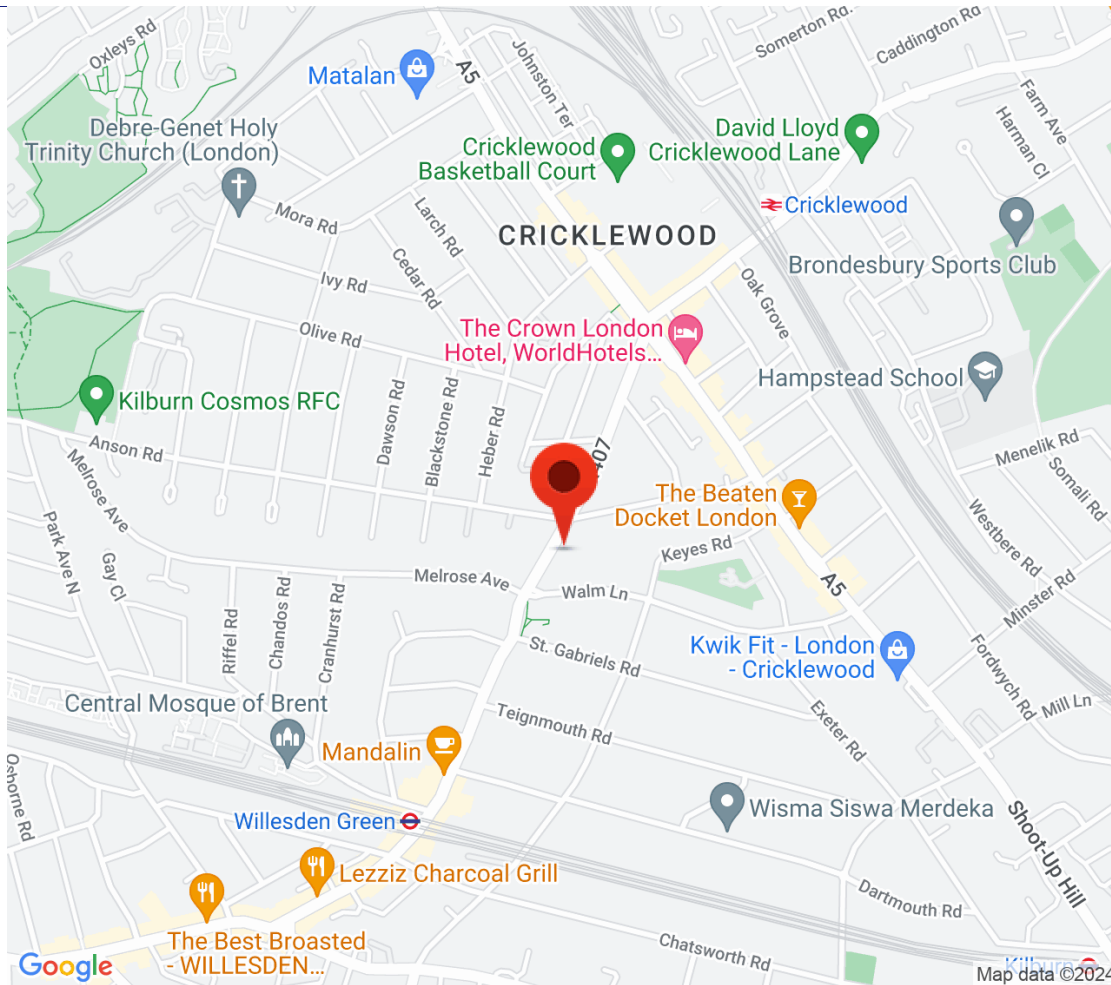 Oxleys Rd
Somerton Rd.
Caddington Rd
A5
Johnston Ter
Matalan
Farm Ave
Harman Cl
Debre-Genet Holy
Trinity Church (London)
Cricklewood
Basketball Court
David Lloyd
Cricklewood Lane
Cricklewood
Mora Rd
Larch Rd
CRICKLEWOOD
Cedar Rd
Brondesbury Sports Club
Ivy Rd
Oak Grove
Olive Rd
The Crown London
Hotel, WorldHotels...
Hampstead School
Kilburn Cosmos RFC
Dawson Rd
Blackstone Rd
Heber Rd
Anson Rd
407
Menelik Rd
Somali Rd
Melrose Ave
The Beaten
Docket London
Westbere Rd
Park Ave N
Gay Cl
Keyes Rd
Melrose Ave
Walm Ln
A5
Minster Rd
Riffel Rd
Chandos Rd
Cranhurst Rd
St. Gabriels Rd
Kwik Fit - London
- Cricklewood
Fordwych Rd
Mill Ln
Central Mosque of Brent
Teignmouth Rd
Exeter Rd
Mandalin
Osborne Rd
Wisma Siswa Merdeka
Willesden Green
Shoot-Up Hill
Lezziz Charcoal Grill
Dartmouth Rd
The Best Broasted
- WILLESDEN...
Chatsworth Rd
Google
Kilburn
Map data ©2024